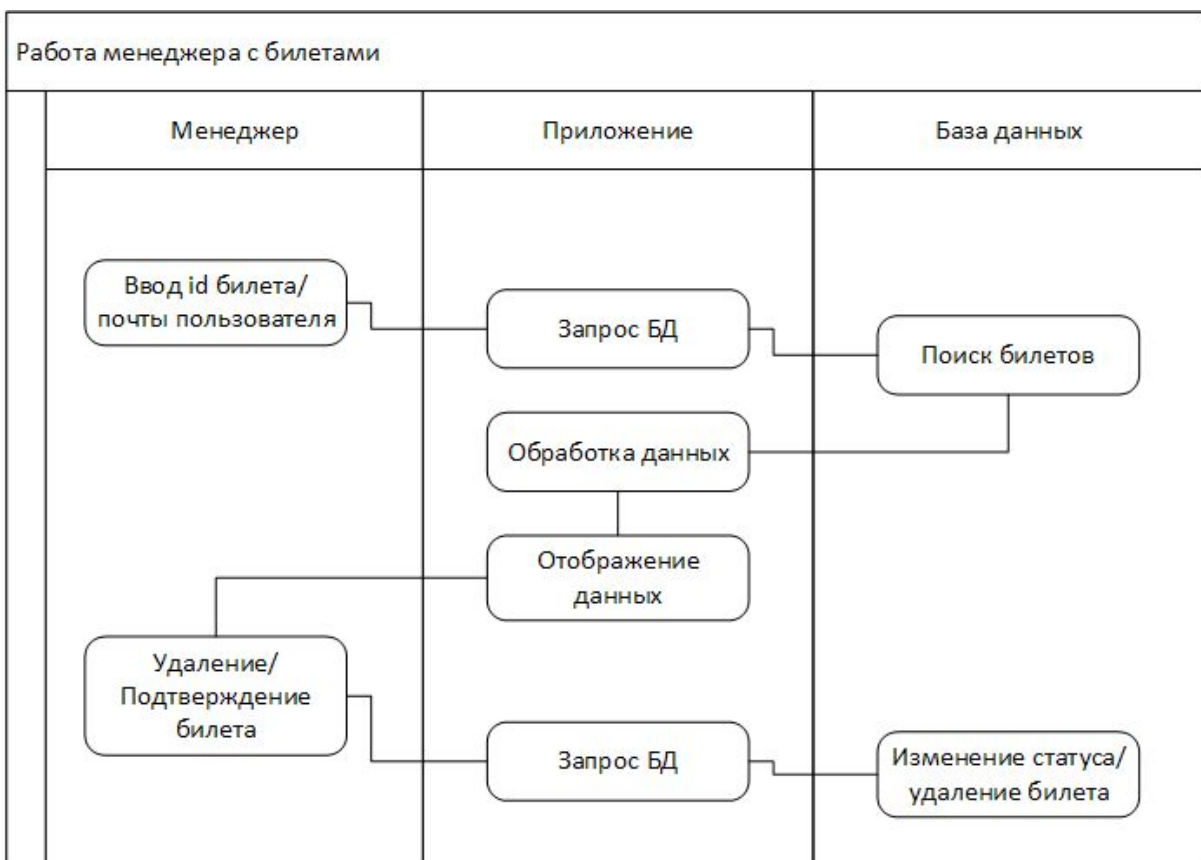 Работа менеджера с билетами
Менеджер
Приложение
База данных
Ввод id билета/
почты пользователя
Запрос БД
Поиск билетов
Обработка данных
Отображение
данных
Удаление/
Подтверждение
билета
Запрос БД
Изменение статуса/
удаление билета